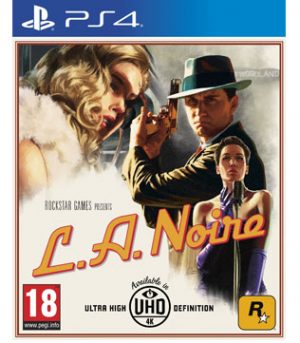 PS4
ROCKSTAR GAMES PRESENTS
L.A. Noire
18
www.pegi.info
Available in
ULTRA HIGH UHD DEFINITION
4K
R